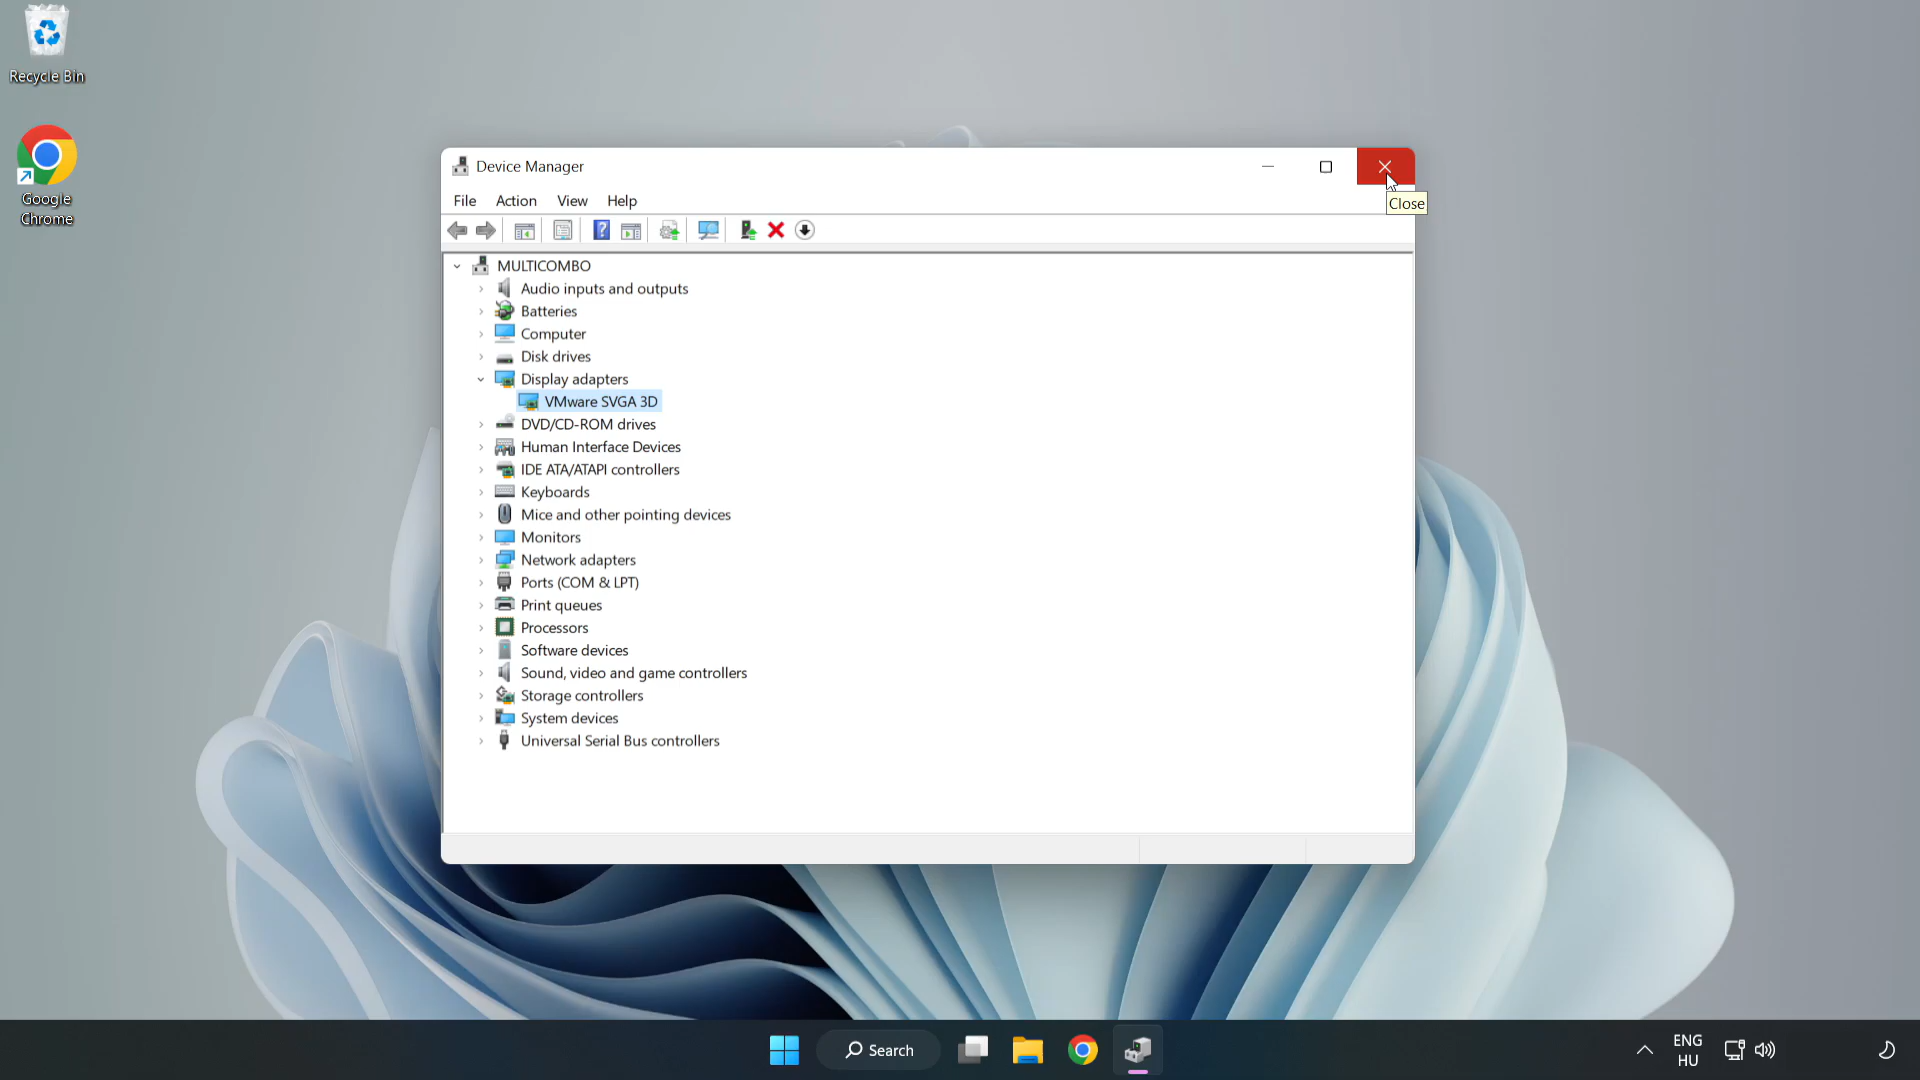 Recycle Bin
Google
Chrome
Device Manager
File Action View Help
Close
MULTICOMBO
Audio inputs and outputs
Batteries
Computer
Disk drives
Display adapters
VMware SVGA 3D
DVD/CD-ROM drives
Human Interface Devices
IDE ATA/ATAPI controllers
Keyboards
Mice and other pointing devices
Monitors
Network adapters
Ports (COM & LPT)
Print queues
Processors
Software devices
Sound, video and game controllers
Storage controllers
System devices
Universal Serial Bus controllers
Search
ENG
HU